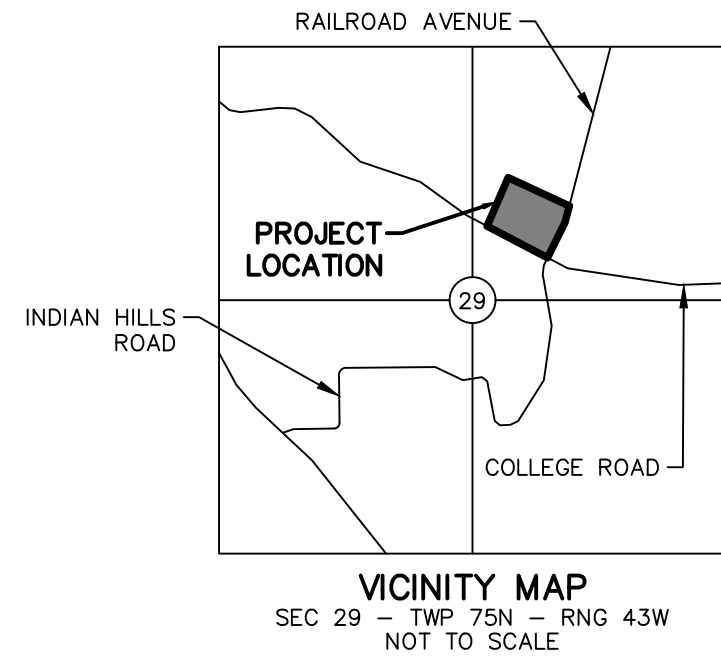 RAILROAD AVENUE
PROJECT
LOCATION
29
INDIAN HILLS
ROAD
COLLEGE ROAD
VICINITY MAP
SEC 29 – TWP 75N – RNG 43W
NOT TO SCALE